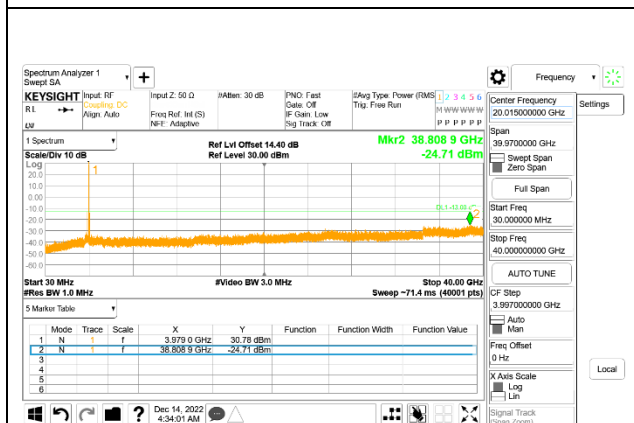 Spectrum Analyzer 1
Swept SA
+
Frequency
KEYSIGHT Input: RF Input Z: 50 Ω #Atten: 30 dB PNO: Fast #Avg Type: Power (RMS 1 2 3 4 5 6
RL Coupling: DC Gate: Off Trig: Free Run M W W W W W
Align: Auto Freq Ref: Int (S) IF Gain: Low
NFE: Adaptive Sig Track: Off P P P P P P
Center Frequency
20.015000000 GHz
Settings
Span
39.9700000 GHz
Swept Span
Zero Span
Full Span
Start Freq
30.000000 MHz
Stop Freq
40.000000000 GHz
AUTO TUNE
CF Step
3.997000000 GHz
Auto
Man
Freq Offset
0 Hz
X Axis Scale
Log
Lin
Local
Signal Track
(Span Zoom)
1 Spectrum
Scale/Div 10 dB
Ref Lvl Offset 14.40 dB
Ref Level 30.00 dBm
Mkr2 38.808 9 GHz
-24.71 dBm
Log
20.0
10.0
0.00
-10.0
-20.0
-30.0
-40.0
-50.0
-60.0
1
2
Start 30 MHz #Video BW 3.0 MHz Stop 40.00 GHz
#Res BW 1.0 MHz Sweep ~71.4 ms (40001 pts)
5 Marker Table
Mode Trace Scale X Y Function Function Width Function Value
1 N 1 f 3.979 0 GHz 30.78 dBm
2 N 1 f 38.808 9 GHz -24.71 dBm
3
4
5
6
? Dec 14, 2022
4:34:01 AM